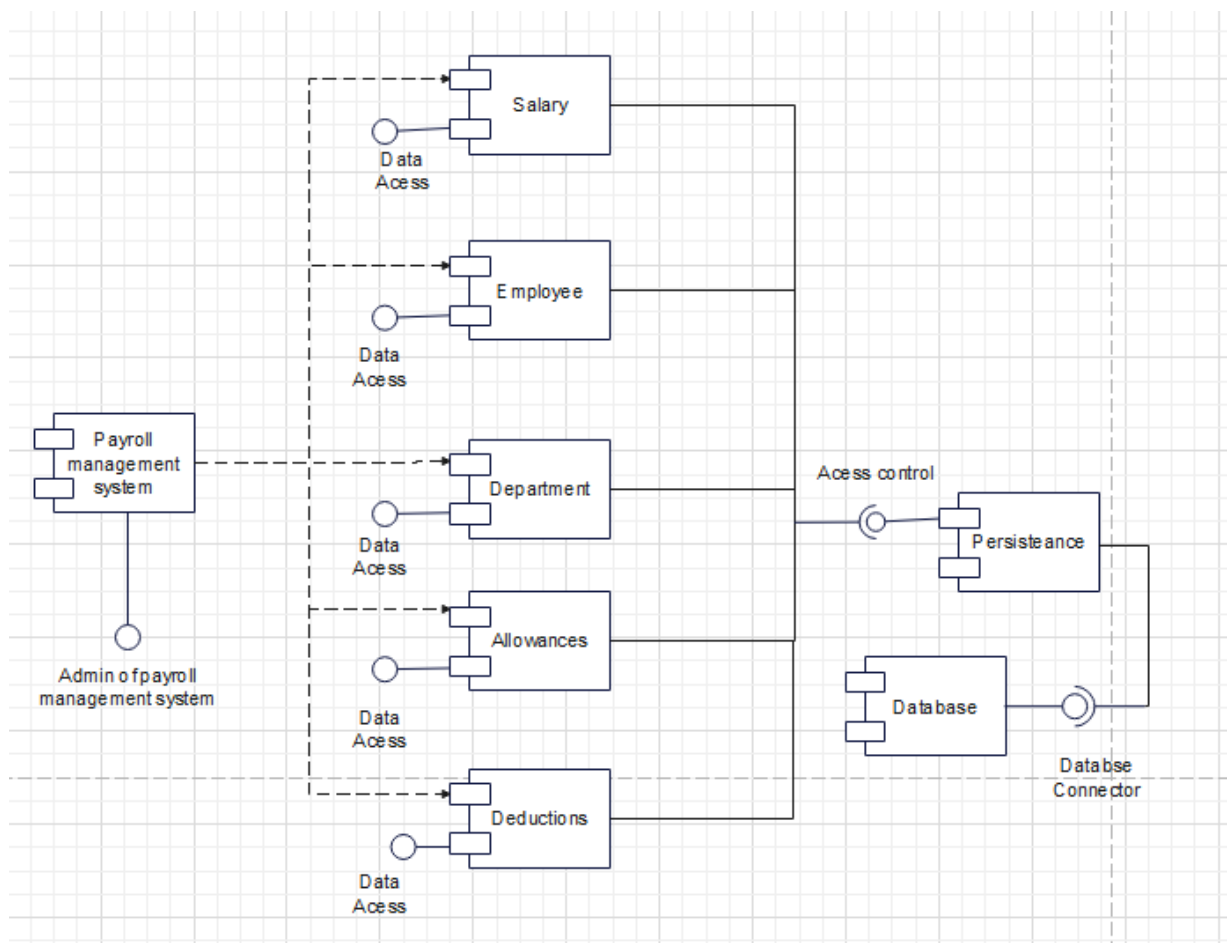 Salary
Data
Acess
Employee
Data
Acess
Payroll
management
system
Department
Data
Acess
Acess control
Persisteance
Allowances
Admin of payroll
management system
Data
Acess
Database
Databse
Connector
Deductions
Data
Acess